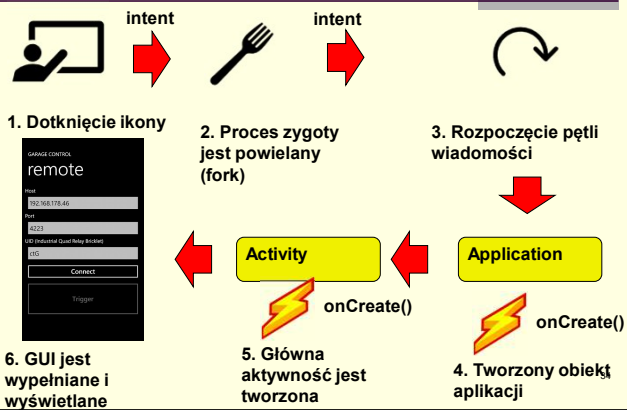 intent
intent
1. Dotknięcie ikony
2. Proces zygoty
jest powielany
(fork)
3. Rozpoczęcie pętli
wiadomości
GARAGE CONTROL
remote
Host
192.168.178.46
Port
4223
UID (Industrial Quad Relay Bricklet)
ctG
Connect
Trigger
Activity
Application
onCreate()
onCreate()
6. GUI jest
wypełniane i
wyświetlane
5. Główna
aktywność jest
tworzona
4. Tworzony obiekt
aplikacji